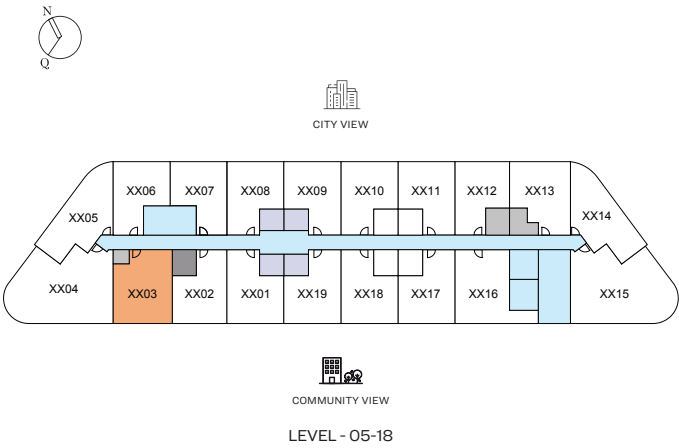 N
Q
CITY VIEW
XX06 XX07 XX08 XX09 XX10 XX11 XX12 XX13
XX05 XX14
XX04 XX03 XX02 XX01 XX19 XX18 XX17 XX16 XX15
COMMUNITY VIEW
LEVEL - 05-18